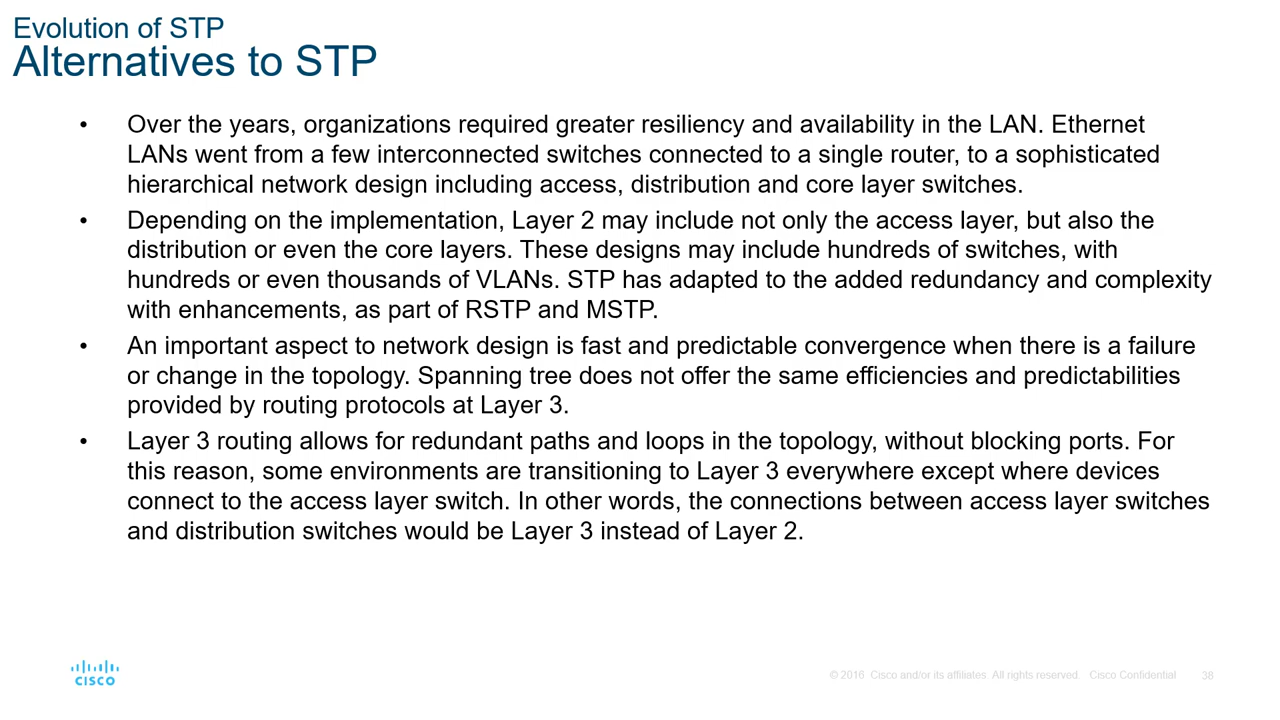 Evolution of STP
Alternatives to STP
• Over the years, organizations required greater resiliency and availability in the LAN. Ethernet
LANs went from a few interconnected switches connected to a single router, to a sophisticated
hierarchical network design including access, distribution and core layer switches.
• Depending on the implementation, Layer 2 may include not only the access layer, but also the
distribution or even the core layers. These designs may include hundreds of switches, with
hundreds or even thousands of VLANs. STP has adapted to the added redundancy and complexity
with enhancements, as part of RSTP and MSTP.
• An important aspect to network design is fast and predictable convergence when there is a failure
or change in the topology. Spanning tree does not offer the same efficiencies and predictabilities
provided by routing protocols at Layer 3.
• Layer 3 routing allows for redundant paths and loops in the topology, without blocking ports. For
this reason, some environments are transitioning to Layer 3 everywhere except where devices
connect to the access layer switch. In other words, the connections between access layer switches
and distribution switches would be Layer 3 instead of Layer 2.
CISCO
© 2016 Cisco and/or its affiliates. All rights reserved. Cisco Confidential 38